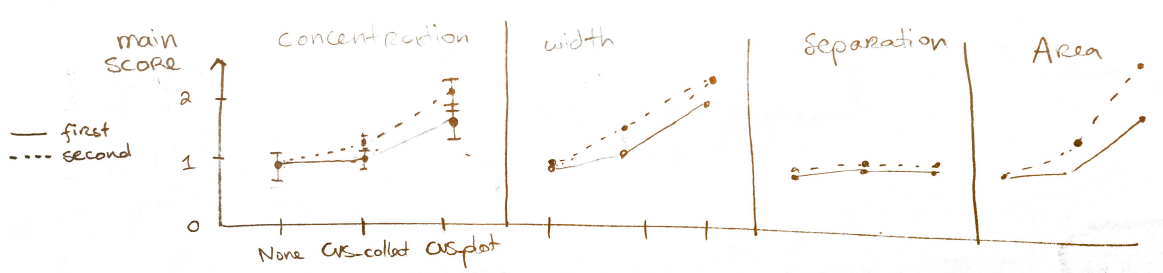 main
score
concentration
width
Separation
Area
2
1
0
first
second
None CVS-collect CVS-plot